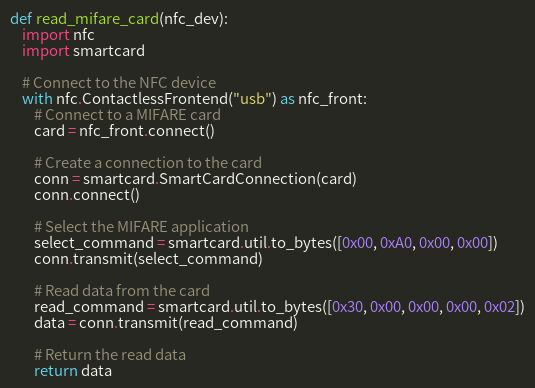 def read_mifare_card(nfc_dev):
    import nfc
    import smartcard

    # Connect to the NFC device
    with nfc.ContactlessFrontend("usb") as nfc_front:
        # Connect to a MIFARE card
        card = nfc_front.connect()

        # Create a connection to the card
        conn = smartcard.SmartCardConnection(card)
        conn.connect()

        # Select the MIFARE application
        select_command = smartcard.util.to_bytes([0x00, 0xA0, 0x00, 0x00])
        conn.transmit(select_command)

        # Read data from the card
        read_command = smartcard.util.to_bytes([0x30, 0x00, 0x00, 0x00, 0x02])
        data = conn.transmit(read_command)

        # Return the read data
        return data